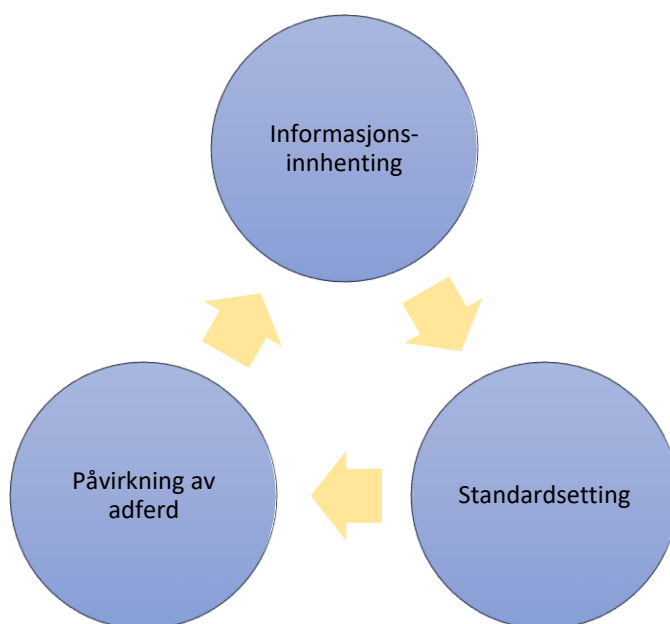 Informasjons-
innhenting
Påvirkning av
adferd
Standardsetting